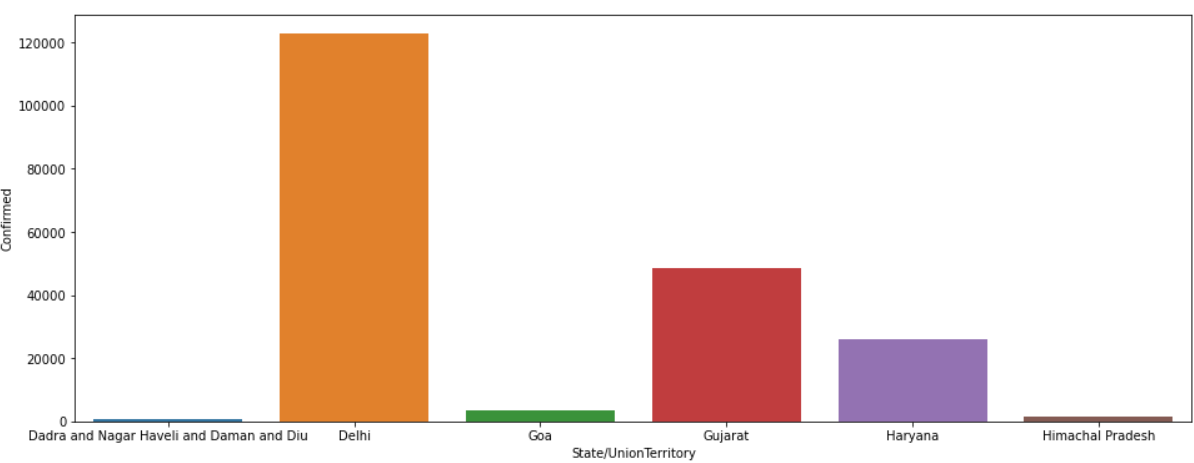 120000
100000
80000
60000
40000
20000
0
Confirmed
Dadra and Nagar Haveli and Daman and Diu Delhi Goa Gujarat Haryana Himachal Pradesh
State/UnionTerritory